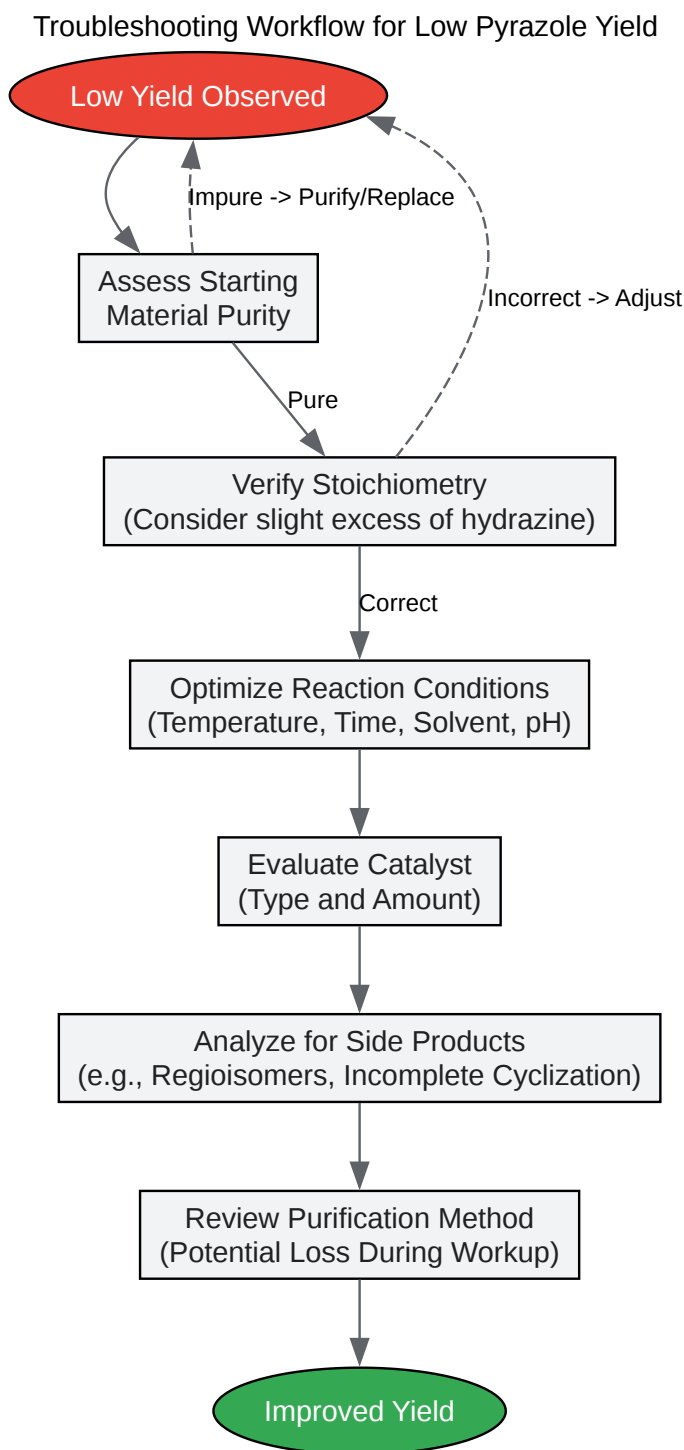 Troubleshooting Workflow for Low Pyrazole Yield
Low Yield Observed
Impure -> Purify/Replace
Assess Starting
Material Purity
Incorrect -> Adjust
Pure
Verify Stoichiometry
(Consider slight excess of hydrazine)
Correct
Optimize Reaction Conditions
(Temperature, Time, Solvent, pH)
Evaluate Catalyst
(Type and Amount)
Analyze for Side Products
(e.g., Regioisomers, Incomplete Cyclization)
Review Purification Method
(Potential Loss During Workup)
Improved Yield